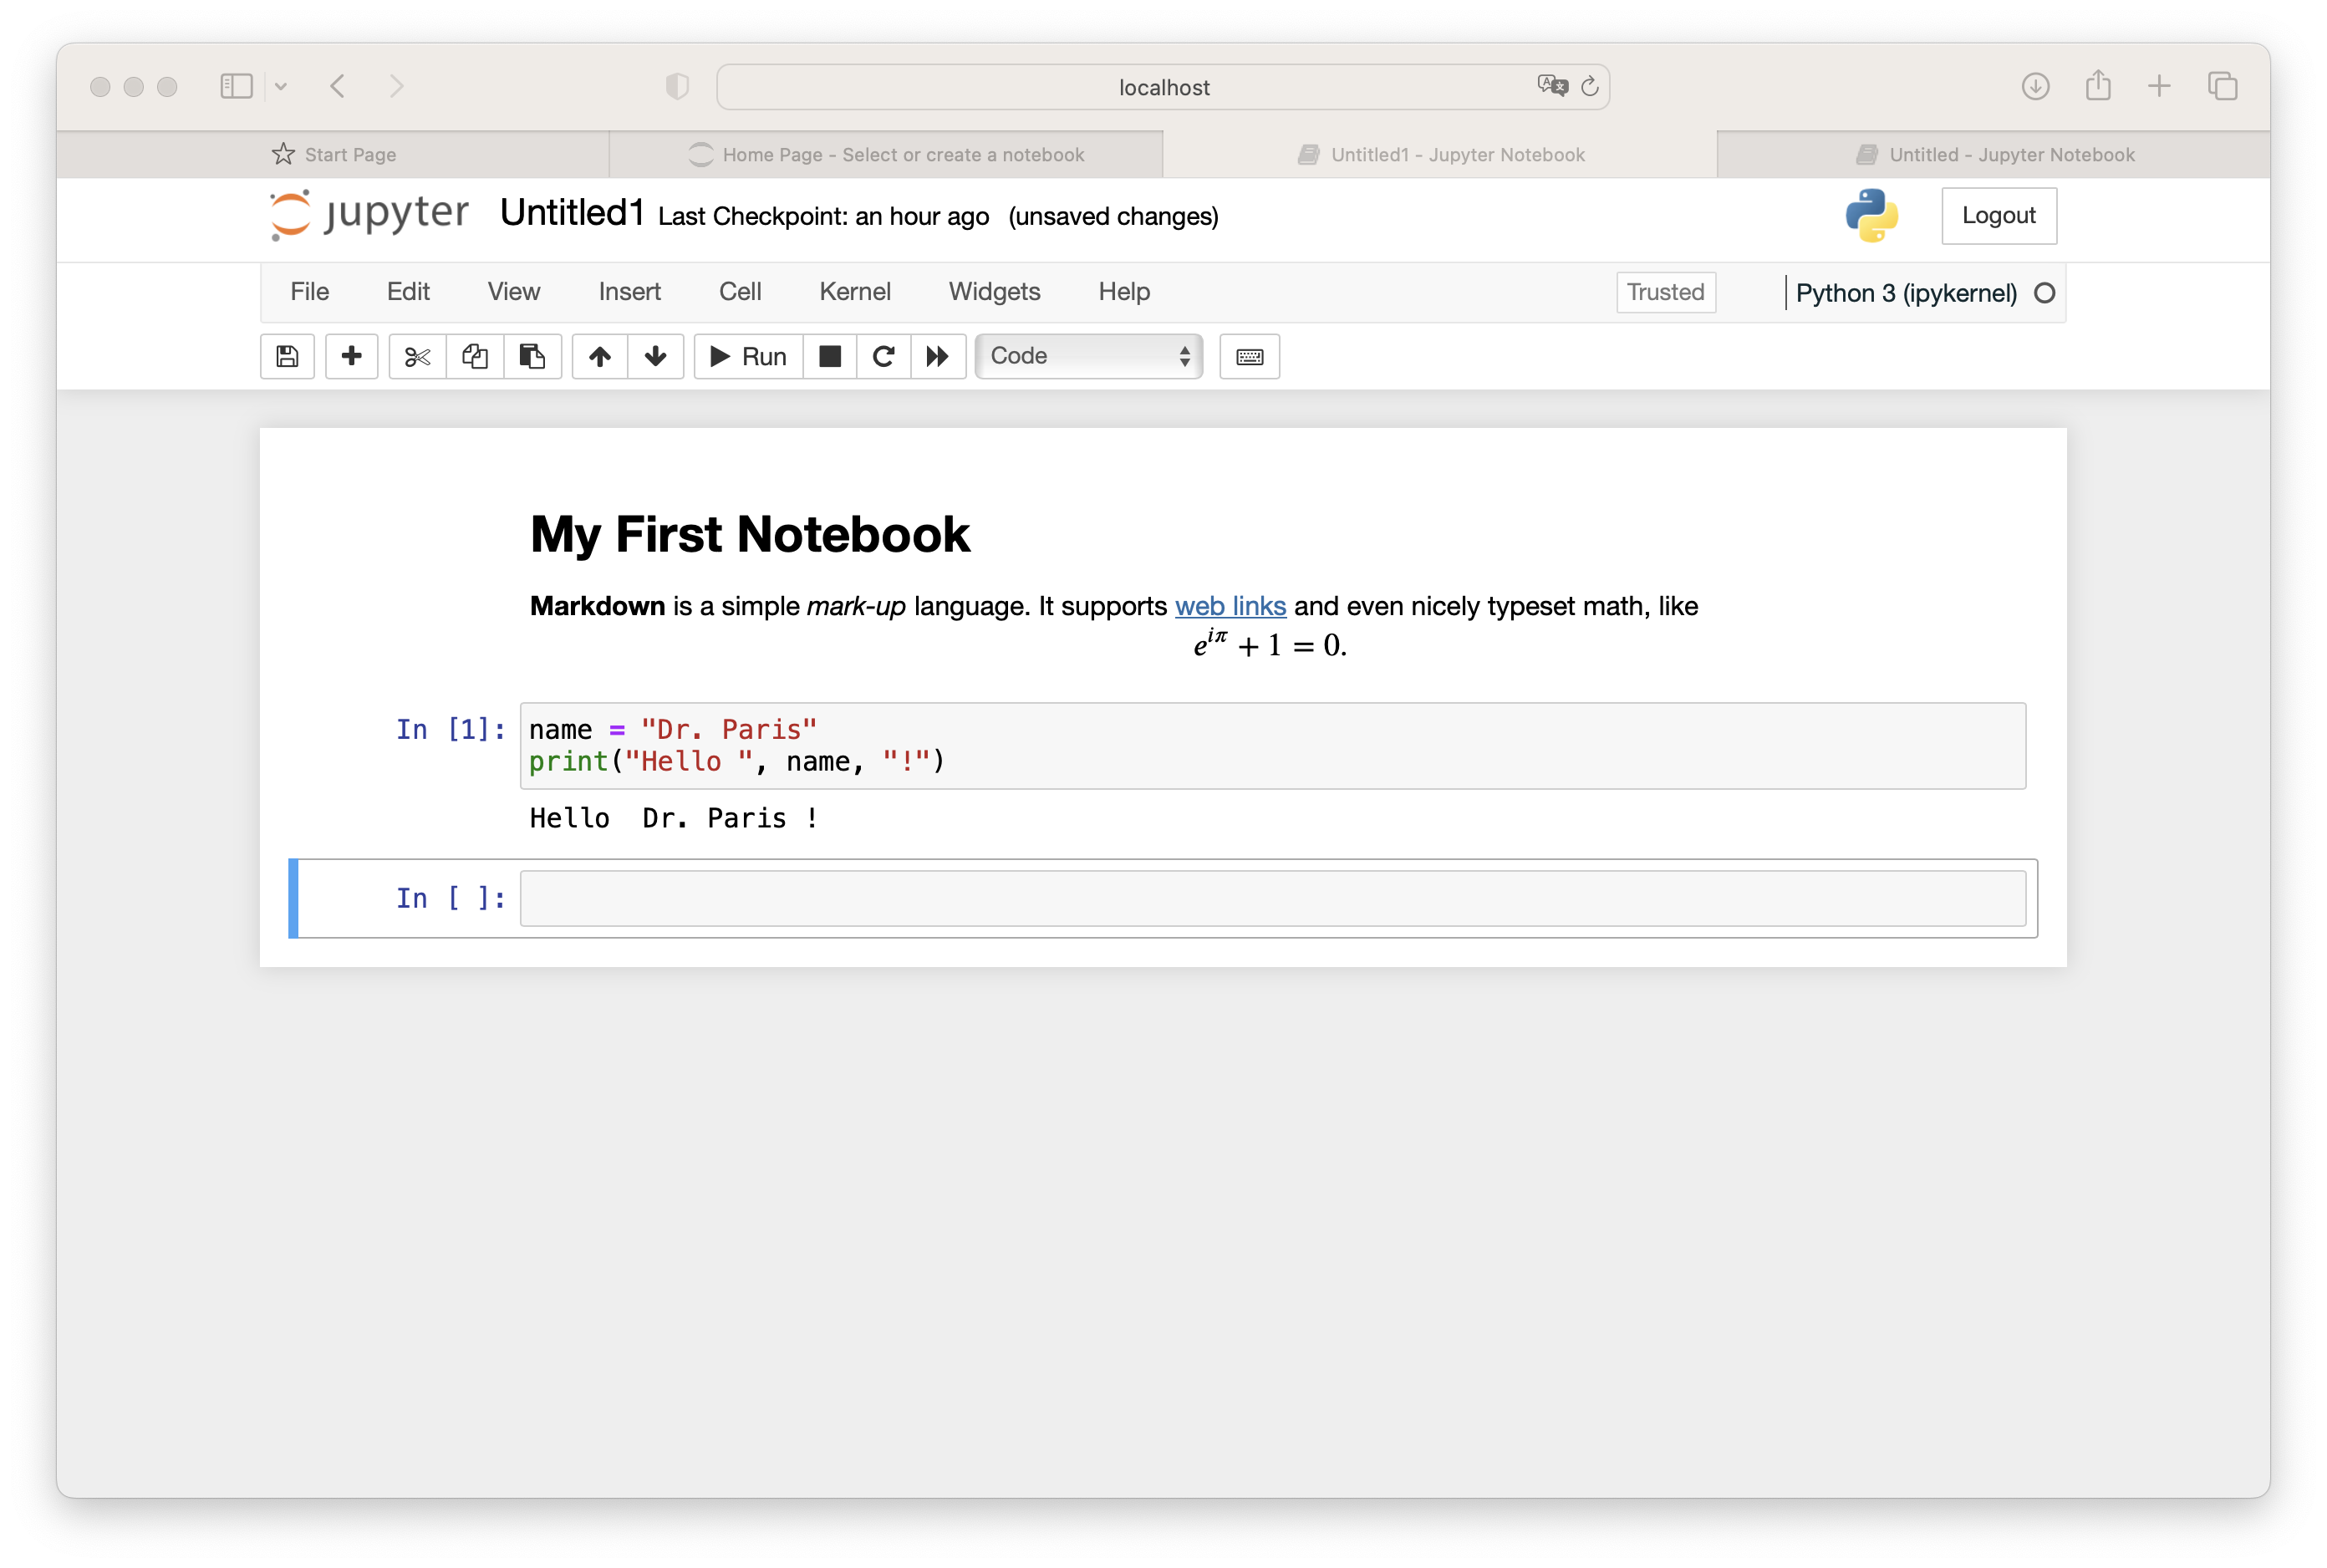 localhost
Start Page
Home Page - Select or create a notebook
Untitled1 - Jupyter Notebook
Untitled - Jupyter Notebook
jupyter Untitled1 Last Checkpoint: an hour ago (unsaved changes)
Logout
File Edit View Insert Cell Kernel Widgets Help
Trusted
Python 3 (ipykernel)
Run
Code
My First Notebook
Markdown is a simple mark-up language. It supports web links and even nicely typeset math, like
e^{iπ} + 1 = 0.
In [1]: name = "Dr. Paris"
print("Hello ", name, "!")
Hello  Dr. Paris !
In [ ]: